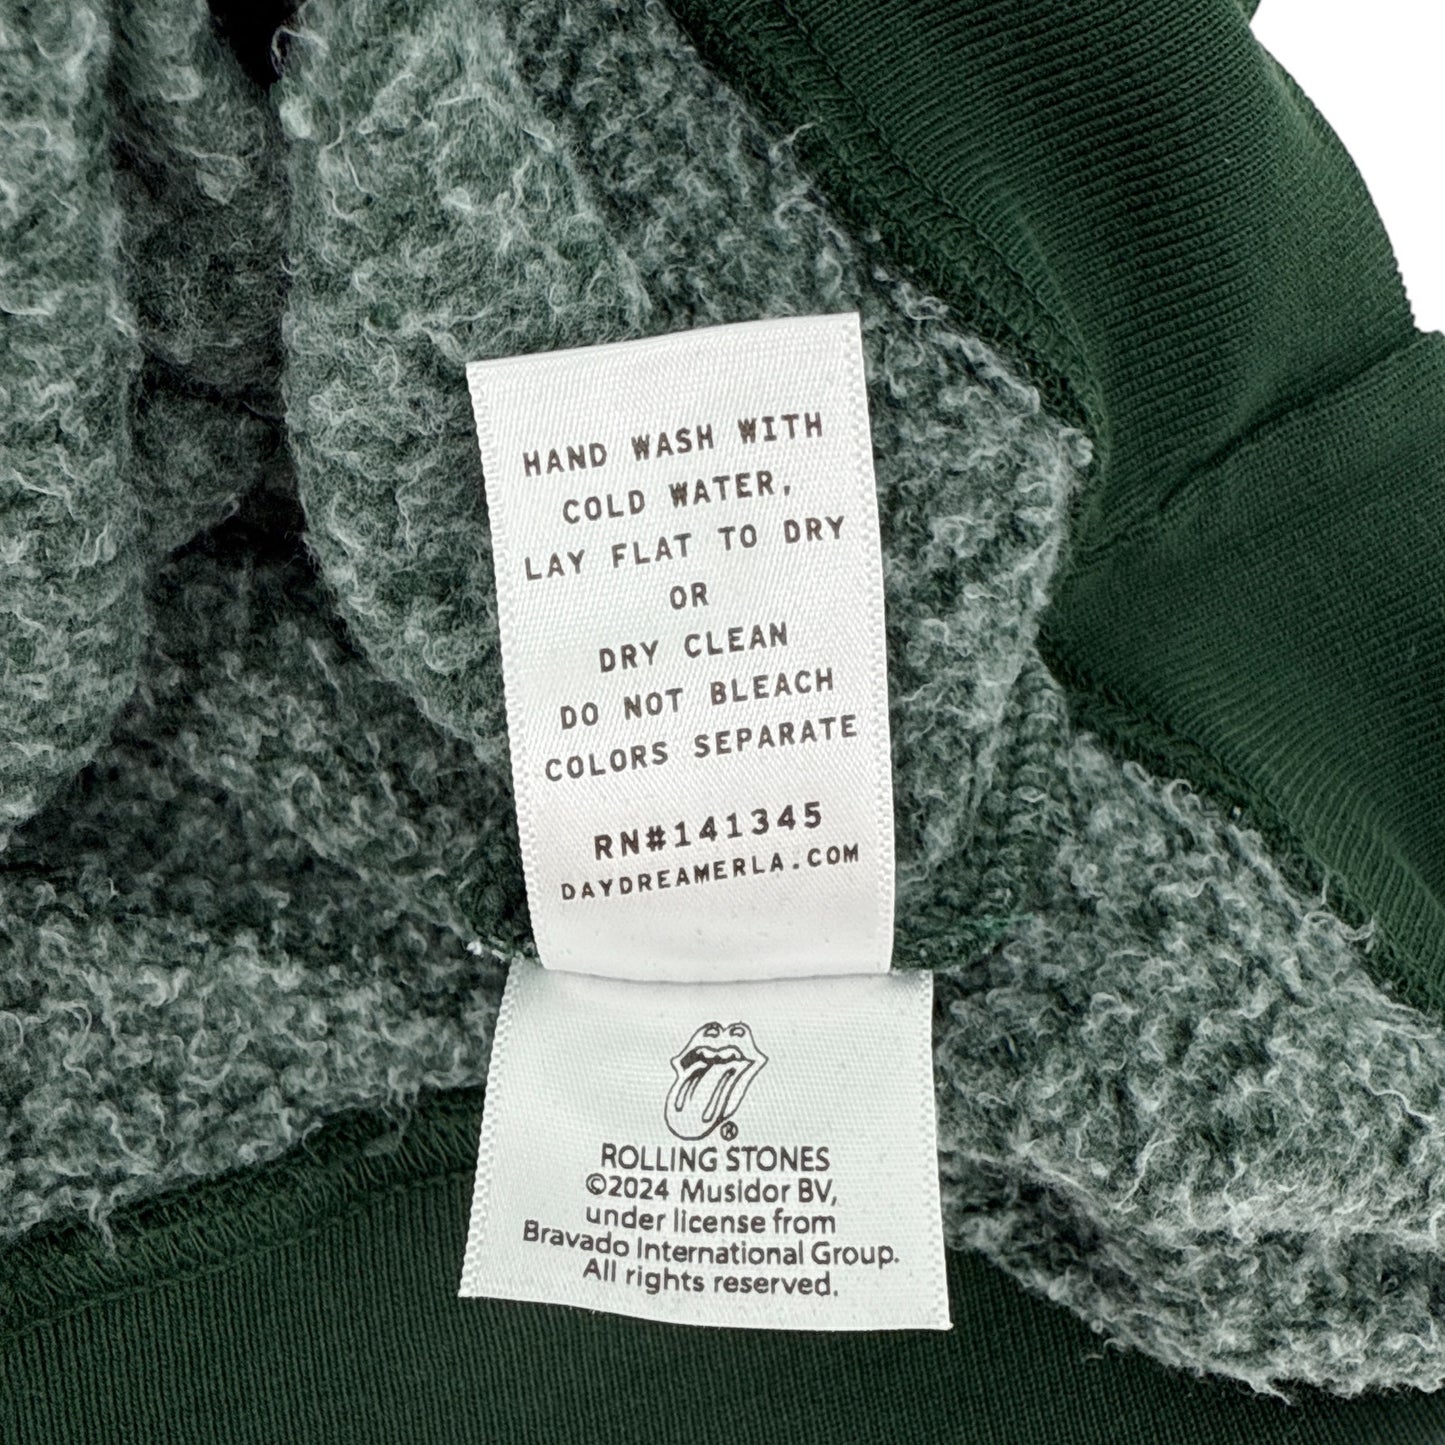 HAND WASH WITH
COLD WATER,
LAY FLAT TO DRY
OR
DRY CLEAN
DO NOT BLEACH
COLORS SEPARATE
RN#141345
DAYDREAMERLA.COM
®
ROLLING STONES
©2024 Musidor BV,
under license from
Bravado International Group.
All rights reserved.